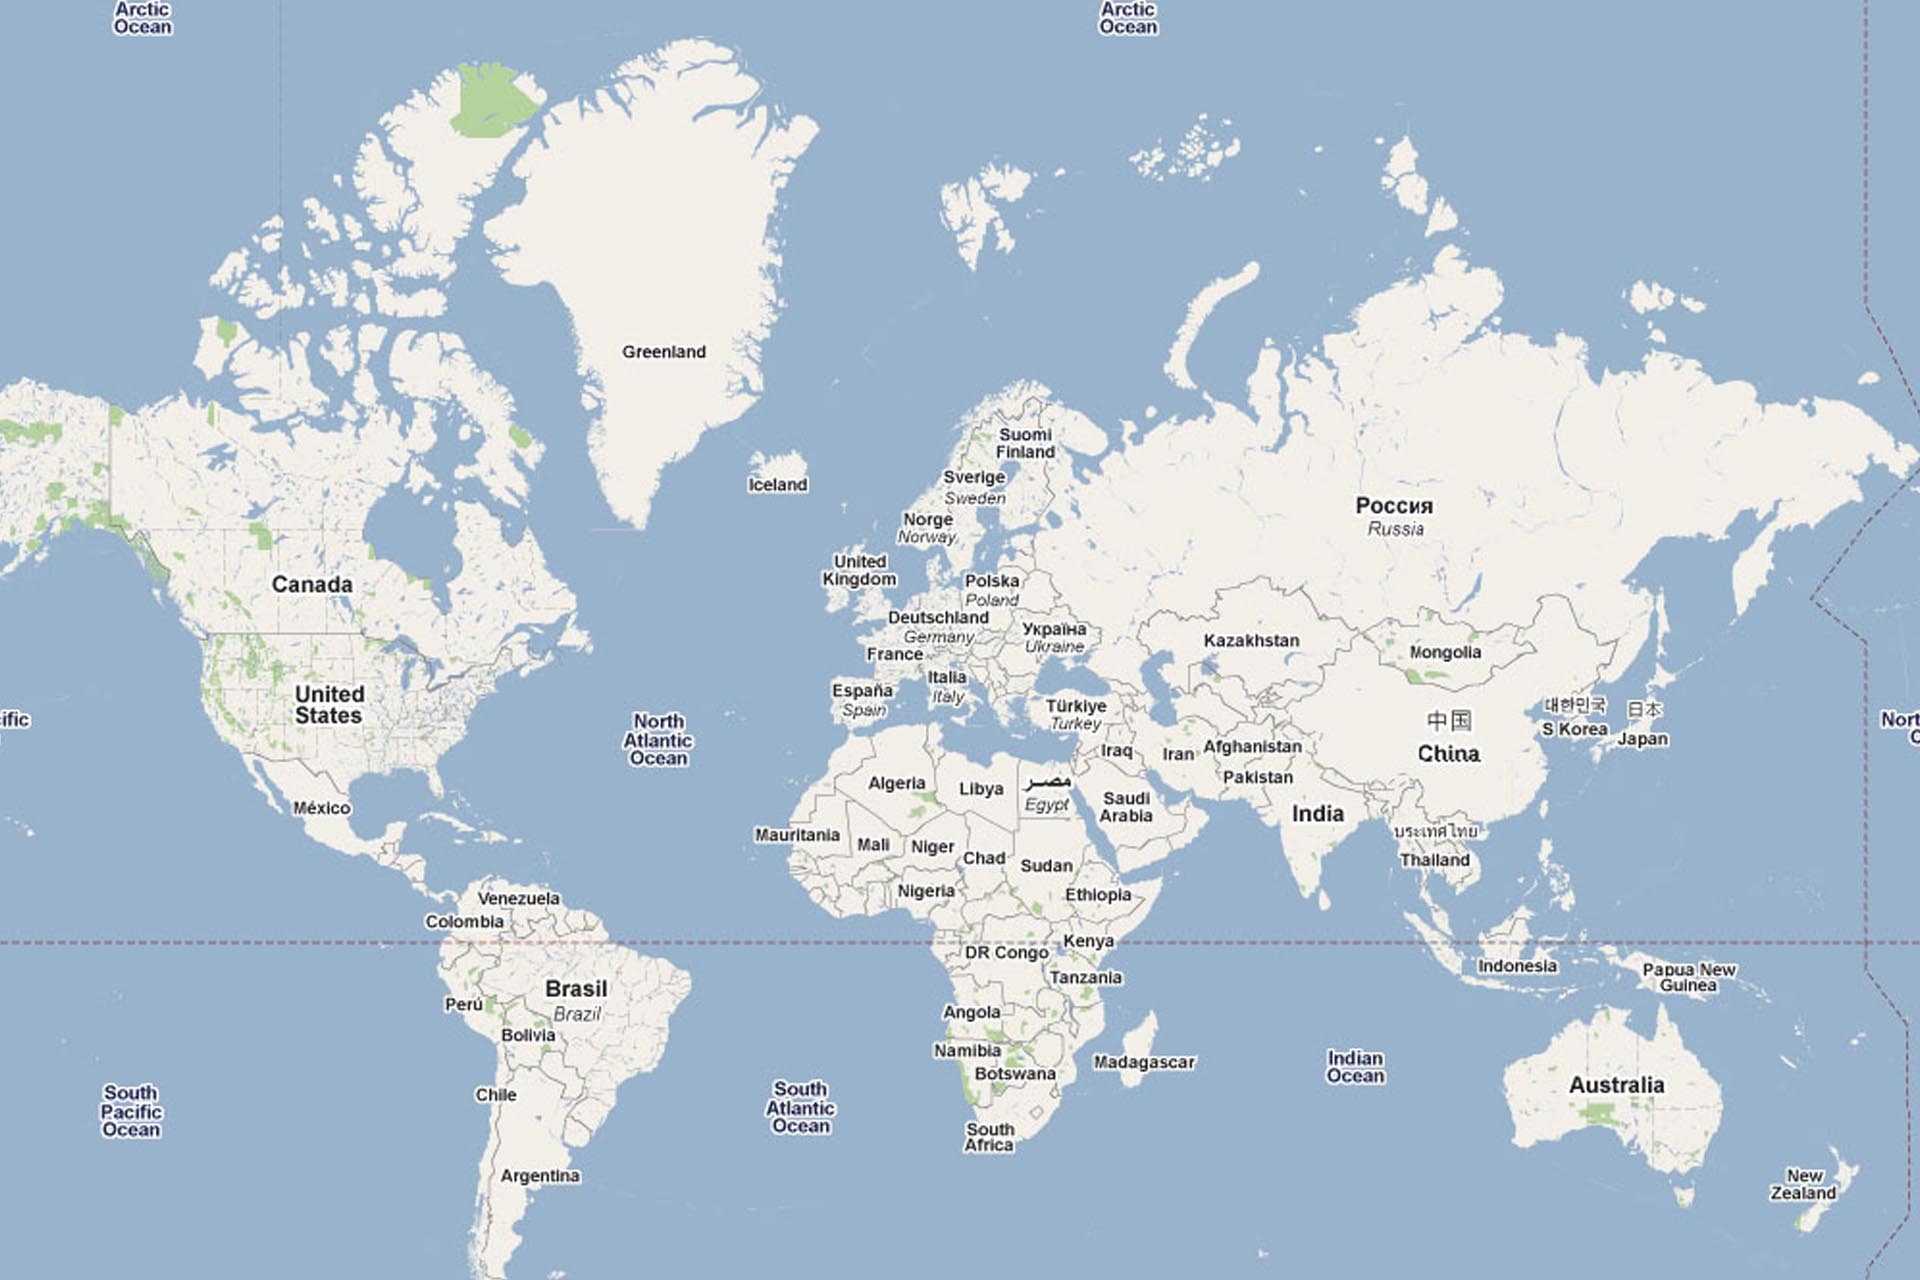 Arctic
Ocean
Arctic
Ocean
Greenland
Suomi
Finland
Iceland
Sverige
Sweden
Россия
Russia
Norge
Norway
United
Kingdom
Polska
Poland
Canada
Deutschland
Germany
Україна
Ukraine
France
Kazakhstan
Mongolia
United
States
Italia
Italy
España
Spain
Türkiye
Turkey
대한민국
S Korea
日本
Japan
中国
China
ific
North
Atlantic
Ocean
Nort
O
Iraq
Iran
Afghanistan
Pakistan
Algeria
Libya
مصر
Egypt
México
Saudi
Arabia
India
Mauritania
Mali
Niger
Chad
Sudan
ประเทศไทย
Thailand
Nigeria
Ethiopia
Venezuela
Colombia
Kenya
DR Congo
Tanzania
Indonesia
Papua New
Guinea
Brasil
Brazil
Perú
Angola
Bolivia
Namibia
Madagascar
Botswana
Indian
Ocean
Australia
Chile
South
Pacific
Ocean
South
Atlantic
Ocean
South
Africa
Argentina
New
Zealand